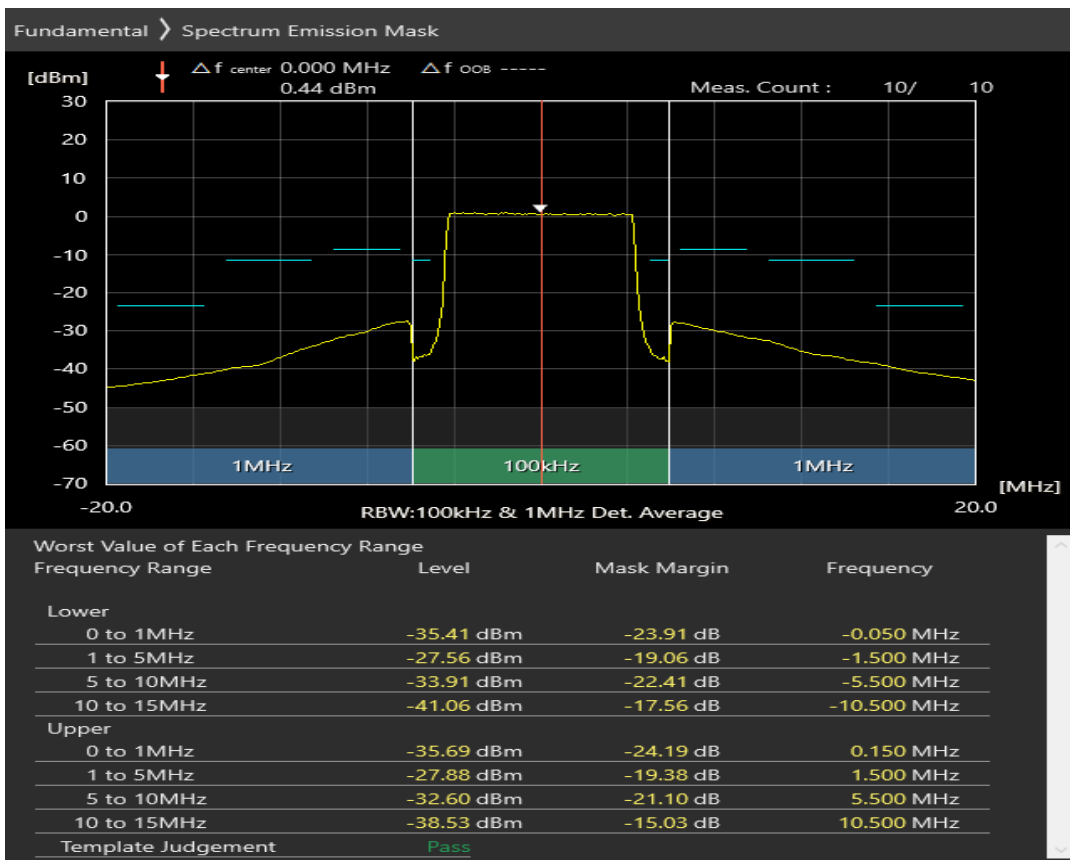 Fundamental 〉 Spectrum Emission Mask
[dBm] △f center 0.000 MHz △f OOB -----
0.44 dBm Meas. Count : 10/ 10
30
20
10
0
-10
-20
-30
-40
-50
-60
-70
1MHz 100kHz 1MHz
[MHz]
-20.0 RBW:100kHz & 1MHz Det. Average 20.0
Worst Value of Each Frequency Range
Frequency Range Level Mask Margin Frequency
Lower
0 to 1MHz -35.41 dBm -23.91 dB -0.050 MHz
1 to 5MHz -27.56 dBm -19.06 dB -1.500 MHz
5 to 10MHz -33.91 dBm -22.41 dB -5.500 MHz
10 to 15MHz -41.06 dBm -17.56 dB -10.500 MHz
Upper
0 to 1MHz -35.69 dBm -24.19 dB 0.150 MHz
1 to 5MHz -27.88 dBm -19.38 dB 1.500 MHz
5 to 10MHz -32.60 dBm -21.10 dB 5.500 MHz
10 to 15MHz -38.53 dBm -15.03 dB 10.500 MHz
Template Judgement Pass